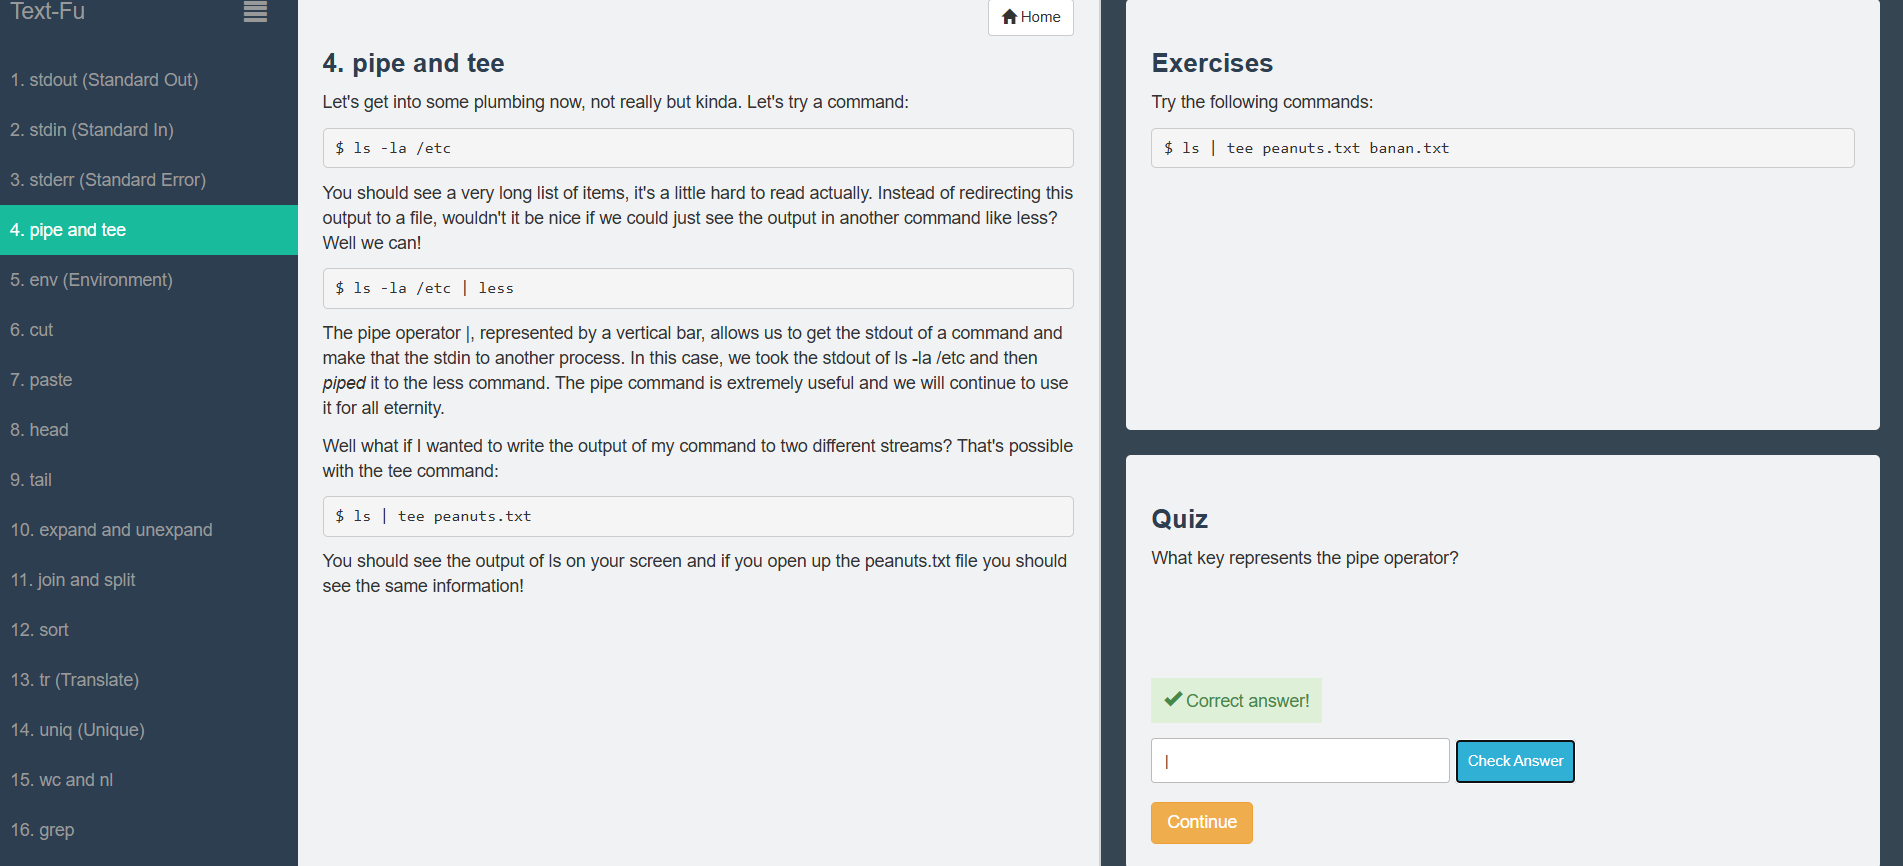 Text-Fu
1. stdout (Standard Out)
2. stdin (Standard In)
3. stderr (Standard Error)
4. pipe and tee
5. env (Environment)
6. cut
7. paste
8. head
9. tail
10. expand and unexpand
11. join and split
12. sort
13. tr (Translate)
14. uniq (Unique)
15. wc and nl
16. grep
Home
4. pipe and tee
Let's get into some plumbing now, not really but kinda. Let's try a command:
$ ls -la /etc
You should see a very long list of items, it's a little hard to read actually. Instead of redirecting this
output to a file, wouldn't it be nice if we could just see the output in another command like less?
Well we can!
$ ls -la /etc | less
The pipe operator |, represented by a vertical bar, allows us to get the stdout of a command and
make that the stdin to another process. In this case, we took the stdout of ls -la /etc and then
piped it to the less command. The pipe command is extremely useful and we will continue to use
it for all eternity.
Well what if I wanted to write the output of my command to two different streams? That's possible
with the tee command:
$ ls | tee peanuts.txt
You should see the output of ls on your screen and if you open up the peanuts.txt file you should
see the same information!
Exercises
Try the following commands:
$ ls | tee peanuts.txt banan.txt
Quiz
What key represents the pipe operator?
Correct answer!
|
Check Answer
Continue